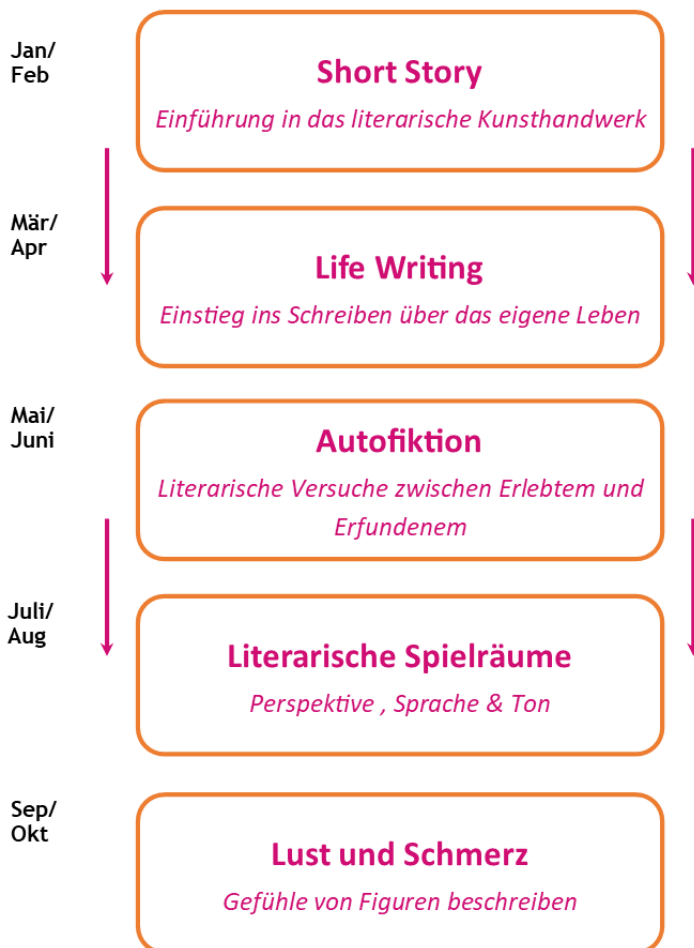 Jan/
Feb
Short Story
Einführung in das literarische Kunsthandwerk
Mär/
Apr
Life Writing
Einstieg ins Schreiben über das eigene Leben
Mai/
Juni
Autofiktion
Literarische Versuche zwischen Erlebtem und
Erfundenem
Juli/
Aug
Literarische Spielräume
Perspektive , Sprache & Ton
Sep/
Okt
Lust und Schmerz
Gefühle von Figuren beschreiben